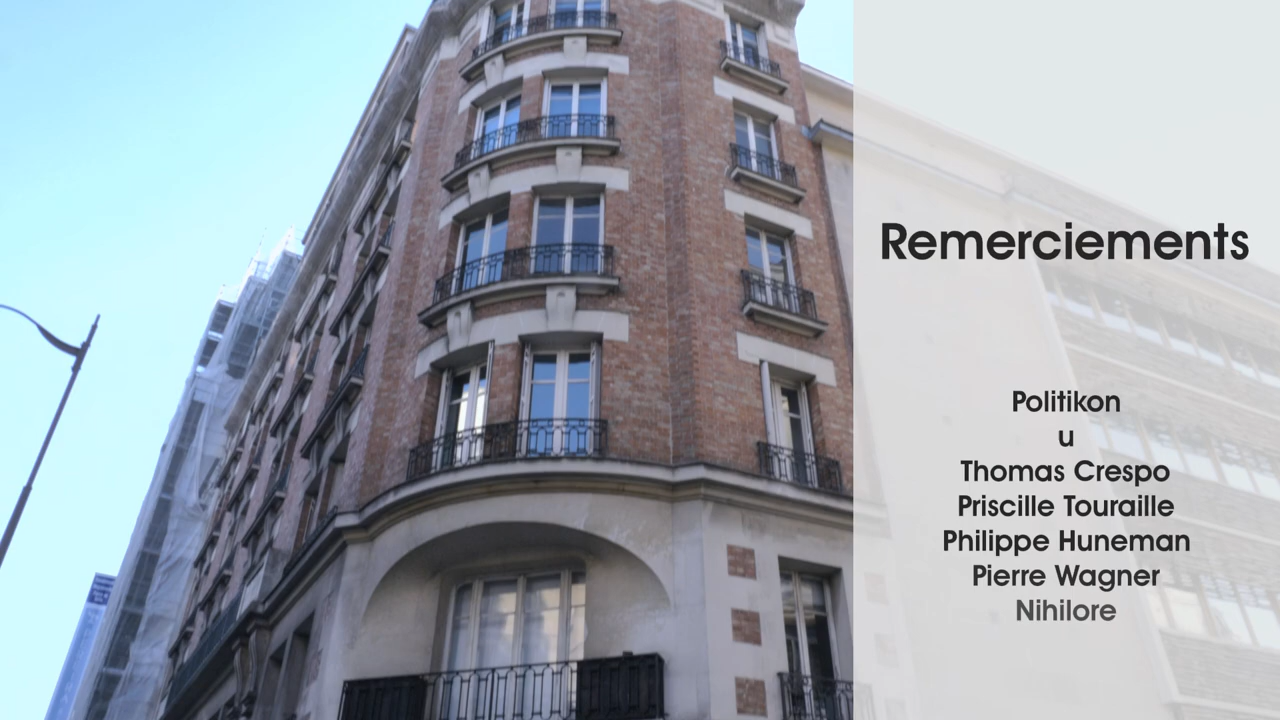 Remerciements
Politikon
u
Thomas Crespo
Priscille Touraille
Philippe Huneman
Pierre Wagner
Nihilore